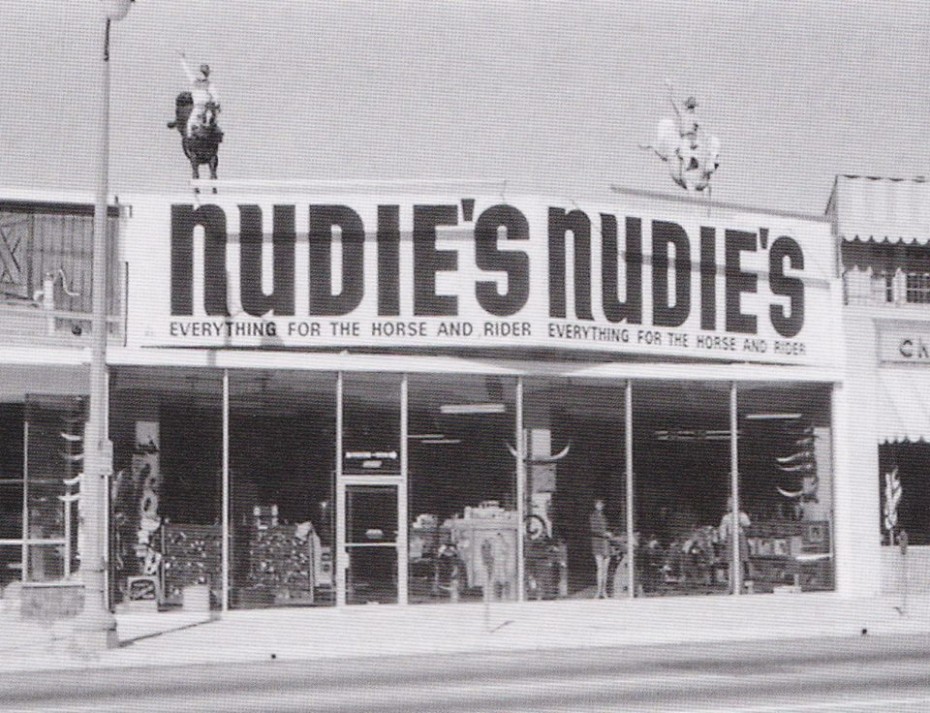 NUDIE'S NUDIE'S
EVERYTHING FOR THE HORSE AND RIDER EVERYTHING FOR THE HORSE AND RIDER